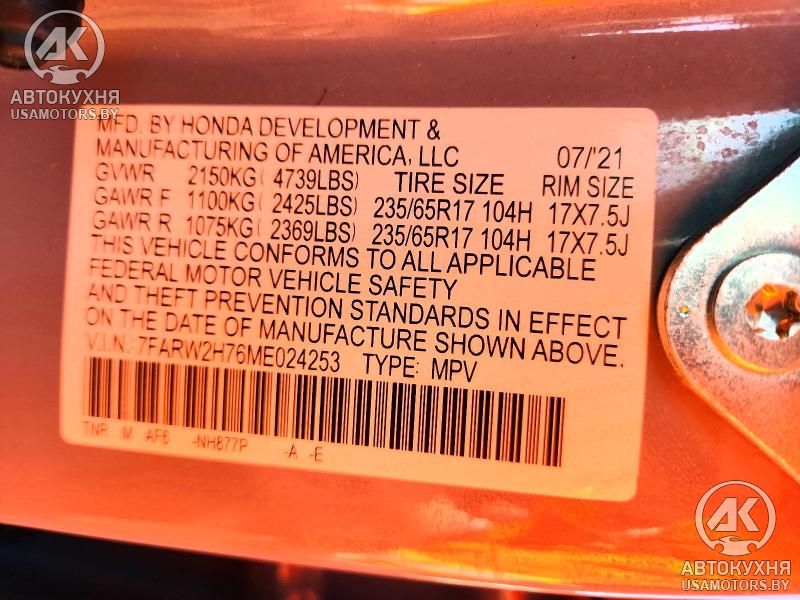 AK
АВТОКУХНЯ
USAMOTORS.BY
MFD. BY HONDA DEVELOPMENT &
MANUFACTURING OF AMERICA, LLC 07/'21
GVWR 2150KG( 4739LBS) TIRE SIZE RIM SIZE
GAWR F 1100KG( 2425LBS) 235/65R17 104H 17X7.5J
GAWR R 1075KG( 2369LBS) 235/65R17 104H 17X7.5J
THIS VEHICLE CONFORMS TO ALL APPLICABLE
FEDERAL MOTOR VEHICLE SAFETY
AND THEFT PREVENTION STANDARDS IN EFFECT
ON THE DATE OF MANUFACTURE SHOWN ABOVE.
V.I.N.:7FARW2H76ME024253 TYPE: MPV
TNR M AF6 -NH877P -A -E
AK
АВТОКУХНЯ
USAMOTORS.BY